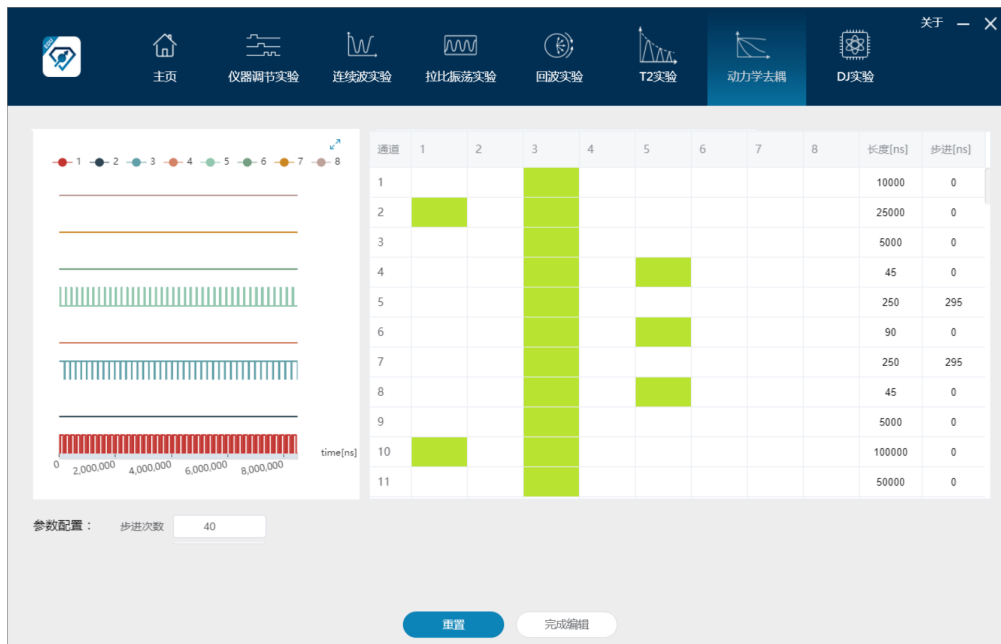 关于
EDU
主页 仪器调节实验 连续波实验 拉比振荡实验 回波实验 T2实验 动力学去耦 DJ实验
1 2 3 4 5 6 7 8
time[ns]
0 2,000,000 4,000,000 6,000,000 8,000,000
通道 1 2 3 4 5 6 7 8 长度[ns] 步进[ns]
1 10000 0
2 25000 0
3 5000 0
4 45 0
5 250 295
6 90 0
7 250 295
8 45 0
9 5000 0
10 100000 0
11 50000 0
参数配置： 步进次数 40
重置 完成编辑